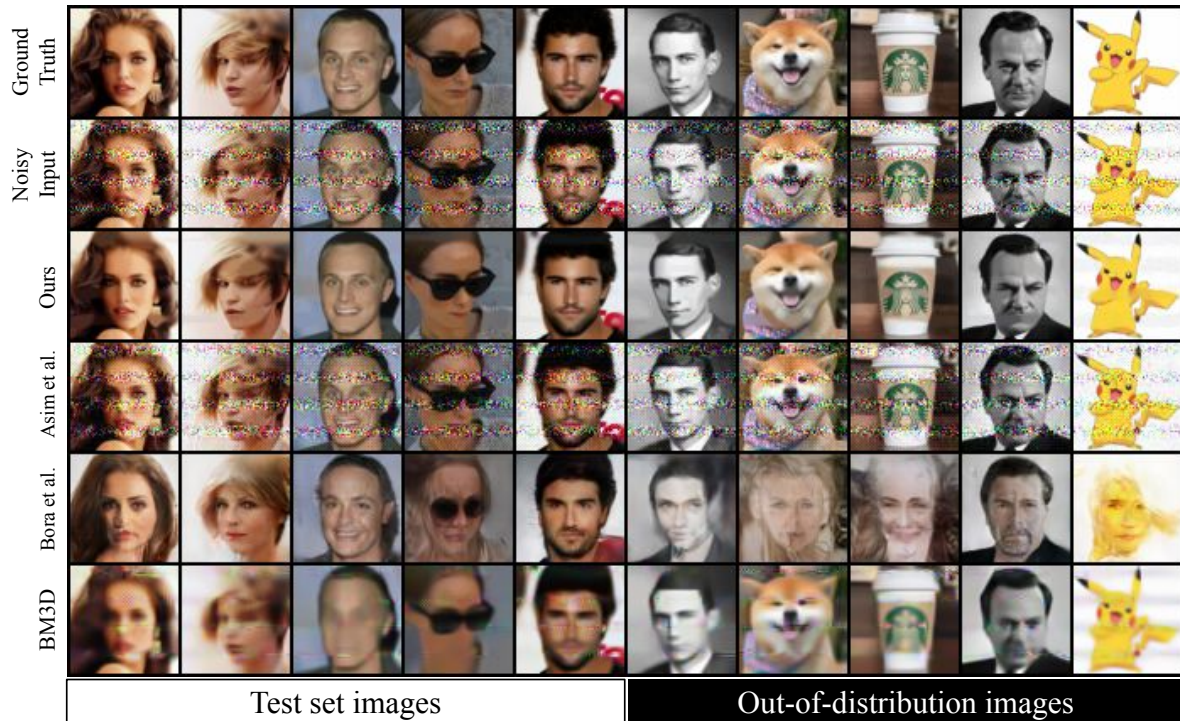 Ground
Truth
Noisy
Input
Ours
Asim et al.
Bora et al.
BM3D
Test set images
Out-of-distribution images